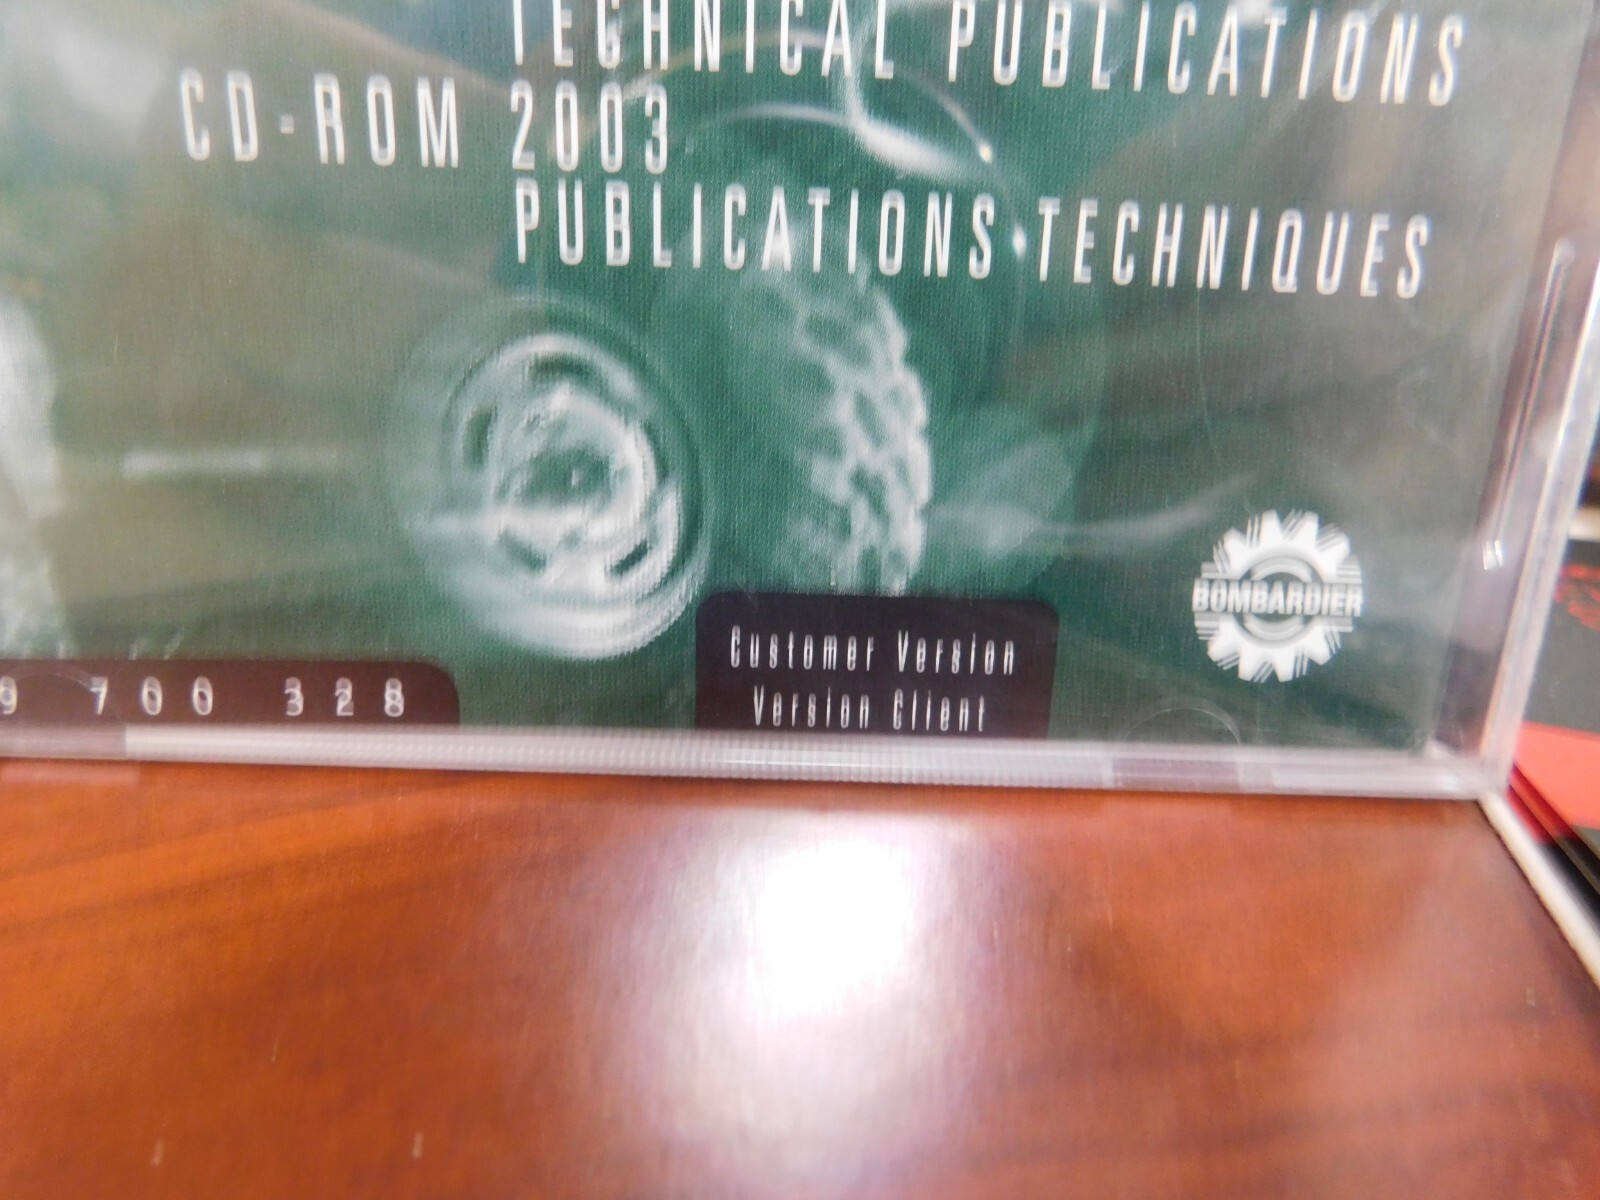 TECHNICAL PUBLICATIONS
CD-ROM 2003
PUBLICATIONS TECHNIQUES
BOMBARDIER
Customer Version
Version Client
9 700 328